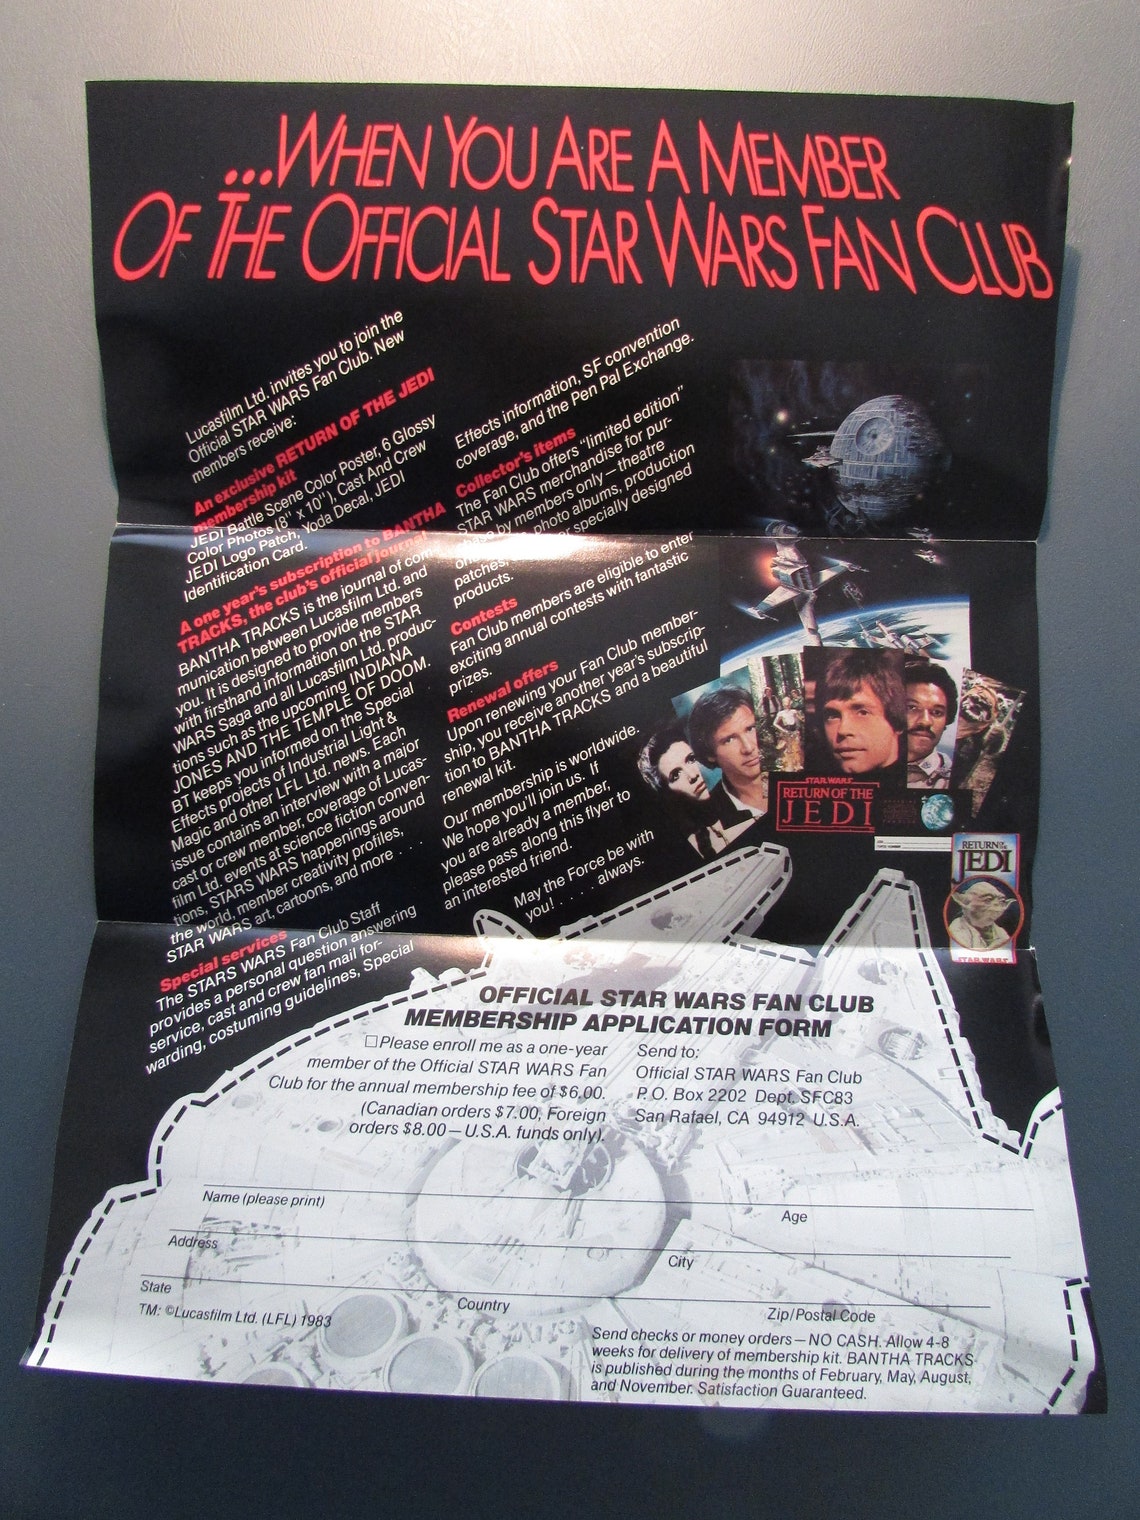 ...WHEN YOU ARE A MEMBER
OF THE OFFICIAL STAR WARS FAN CLUB
Lucasfilm Ltd. invites you to join the
Official STAR WARS Fan Club. New
members receive:
An exclusive RETURN OF THE JEDI
membership kit
JEDI Battle Scene Color Poster, 6 Glossy
Color Photos (8" x 10"), Cast And Crew
JEDI Logo Patch, Yoda Decal, JEDI
Identification Card.
A one year's subscription to BANTHA
TRACKS, the club's official journal
BANTHA TRACKS is the journal of com-
munication between Lucasfilm Ltd. and
you. It is designed to provide members
with firsthand information on the STAR
WARS Saga and all Lucasfilm Ltd. produc-
tions such as the upcoming INDIANA
JONES AND THE TEMPLE OF DOOM.
BT keeps you informed on the Special
Effects projects of Industrial Light &
Magic and other LFL Ltd. news. Each
issue contains an interview with a major
cast or crew member, coverage of Lucas-
film Ltd. events at science fiction conven-
tions, STAR WARS happenings around
the world, member creativity profiles,
STAR WARS art, cartoons, and more . . .
Special services
The STARS WARS Fan Club Staff
provides a personal question answering
service, cast and crew fan mail for-
warding, costuming guidelines, Special
Effects information, SF convention
coverage, and the Pen Pal Exchange.
Collector's items
The Fan Club offers "limited edition"
STAR WARS merchandise for pur-
chase by members only — theatre
photo albums, production
or specially designed
patches,
products.
Contests
Fan Club members are eligible to enter
exciting annual contests with fantastic
prizes.
Renewal offers
Upon renewing your Fan Club member-
ship, you receive another year's subscrip-
tion to BANTHA TRACKS and a beautiful
renewal kit.
Our membership is worldwide.
We hope you'll join us. If
you are already a member,
please pass along this flyer to
an interested friend.
May the Force be with
you! . . . . always.
STAR WARS
RETURN OF THE
JEDI
RETURN OF THE
JEDI
STAR WARS
OFFICIAL STAR WARS FAN CLUB
MEMBERSHIP APPLICATION FORM
☐ Please enroll me as a one-year
member of the Official STAR WARS Fan
Club for the annual membership fee of $6.00.
(Canadian orders $7.00, Foreign
orders $8.00 — U.S.A. funds only).
Send to:
Official STAR WARS Fan Club
P.O. Box 2202 Dept. SFC83
San Rafael, CA 94912 U.S.A.
Name (please print)
Age
Address
City
State
Country
Zip/Postal Code
TM: ©Lucasfilm Ltd. (LFL) 1983
Send checks or money orders — NO CASH. Allow 4-8
weeks for delivery of membership kit. BANTHA TRACKS
is published during the months of February, May, August,
and November. Satisfaction Guaranteed.